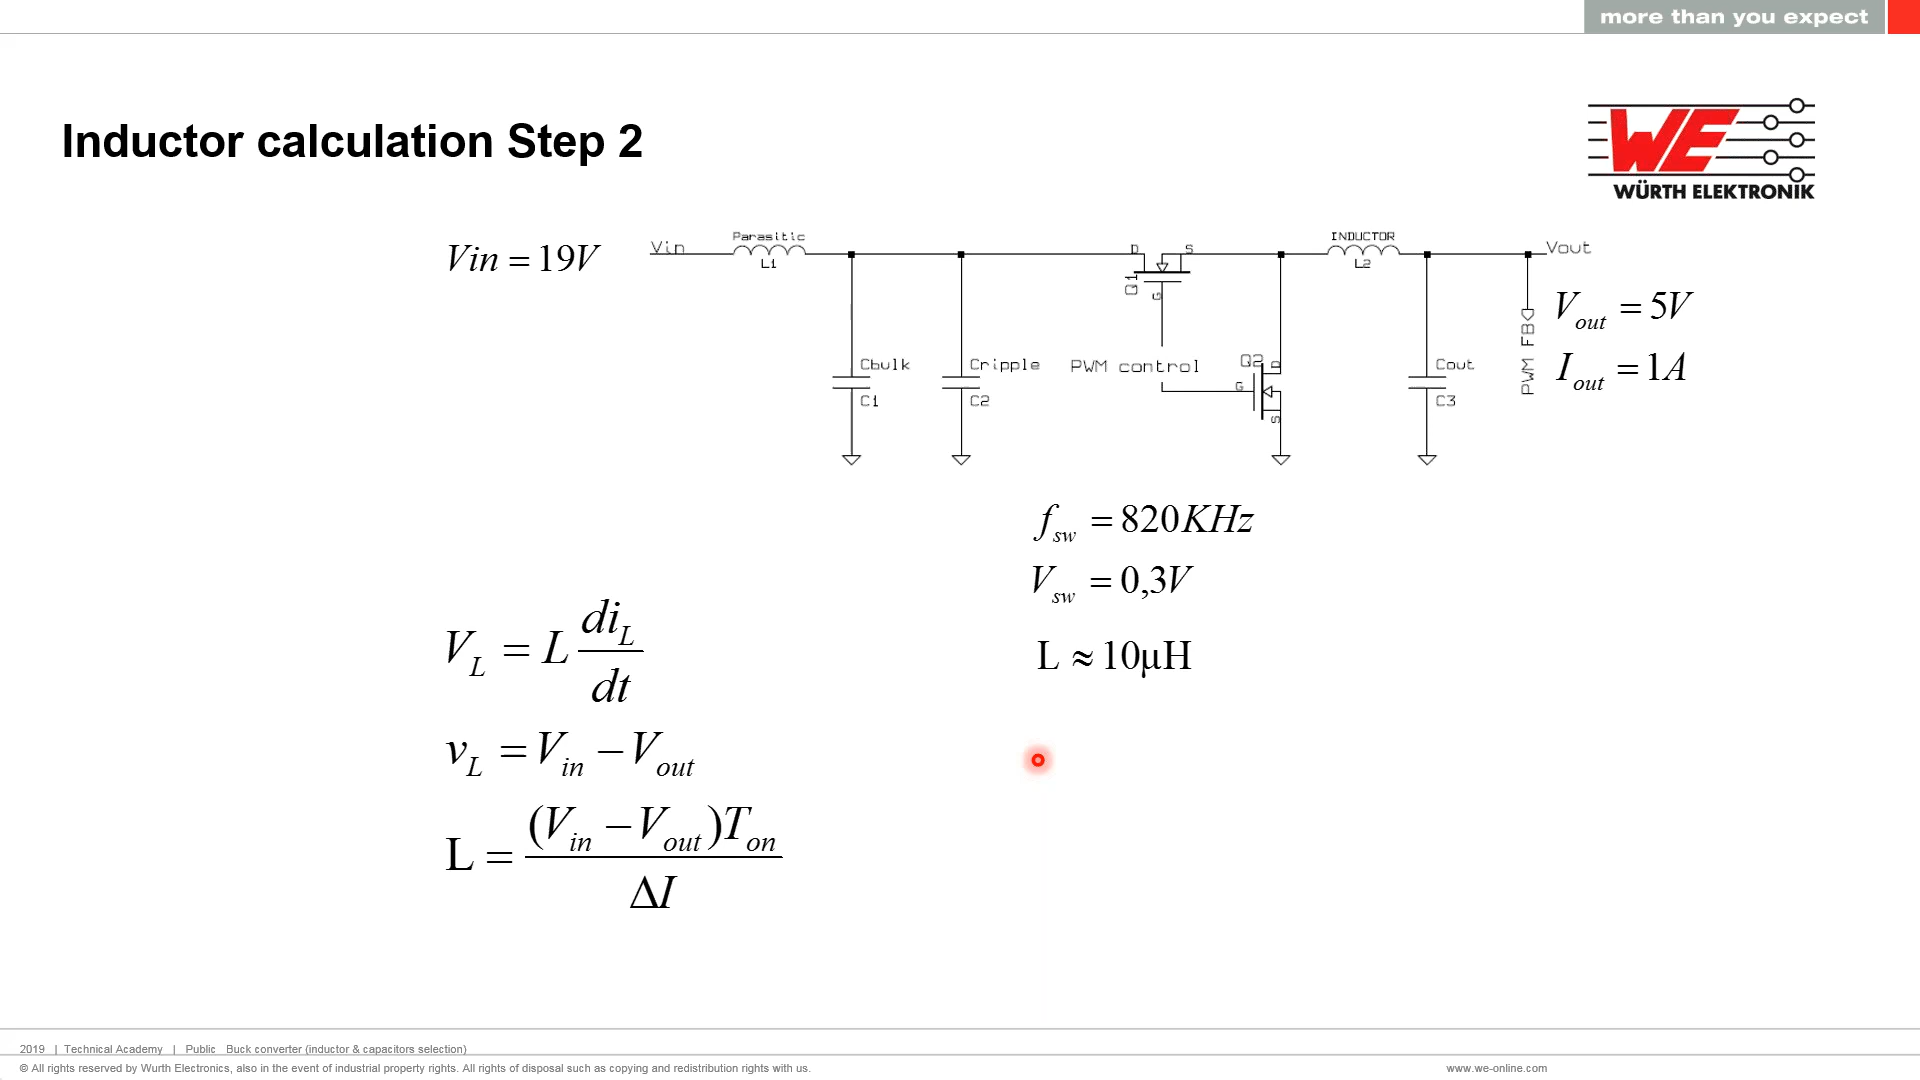 more than you expect
Inductor calculation Step 2
WE
WÜRTH ELEKTRONIK
Vin = 19V
Vin
Parasitic
L1
D
S
Q1
G
INDUCTOR
L2
Vout
V_out = 5V
I_out = 1A
Cbulk
C1
Cripple
C2
PWM control
Q2
D
G
S
Cout
C3
PWM FB
f_sw = 820KHz
V_sw = 0,3V
L ≈ 10µH
V_L = L di_L / dt
v_L = V_in − V_out
L = (V_in − V_out)T_on / ΔI
2019 | Technical Academy | Public Buck converter (inductor & capacitors selection)
© All rights reserved by Wurth Electronics, also in the event of industrial property rights. All rights of disposal such as copying and redistribution rights with us.
www.we-online.com